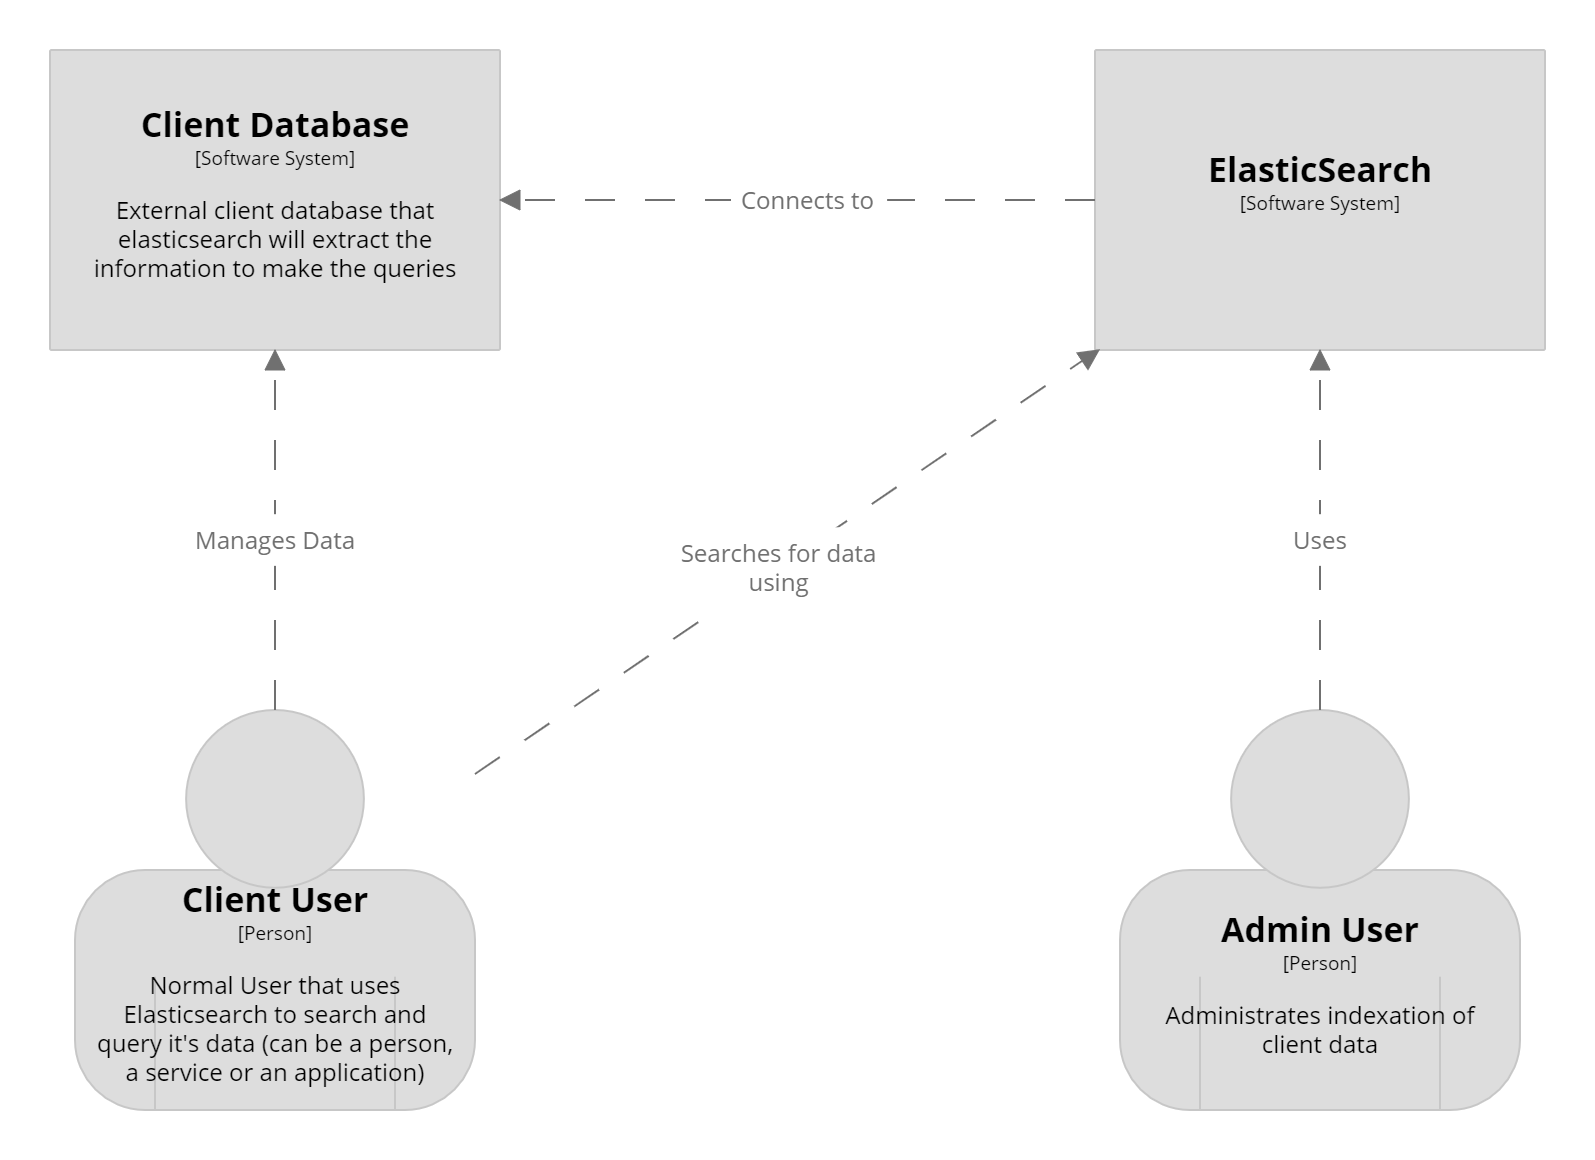 Client Database
[Software System]
External client database that
elasticsearch will extract the
information to make the queries
Connects to
ElasticSearch
[Software System]
Manages Data
Searches for data
using
Uses
Client User
[Person]
Normal User that uses
Elasticsearch to search and
query it's data (can be a person,
a service or an application)
Admin User
[Person]
Administrates indexation of
client data